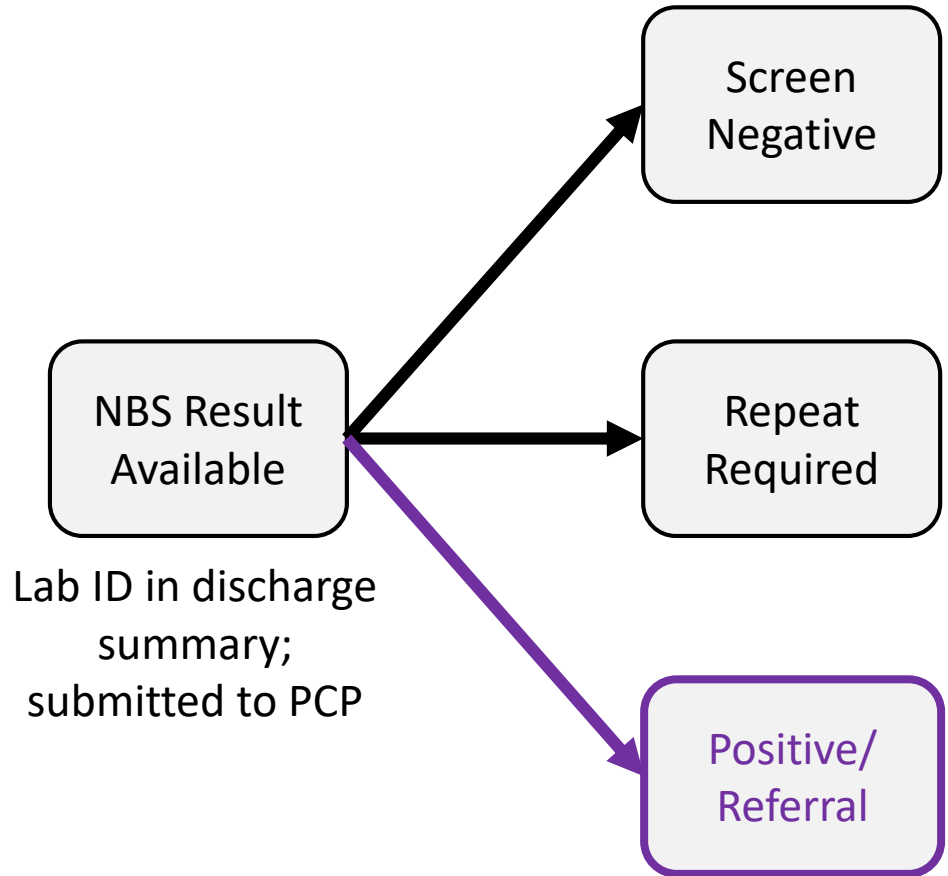 Screen
Negative
NBS Result
Available
Repeat
Required
Lab ID in discharge
summary;
submitted to PCP
Positive/
Referral